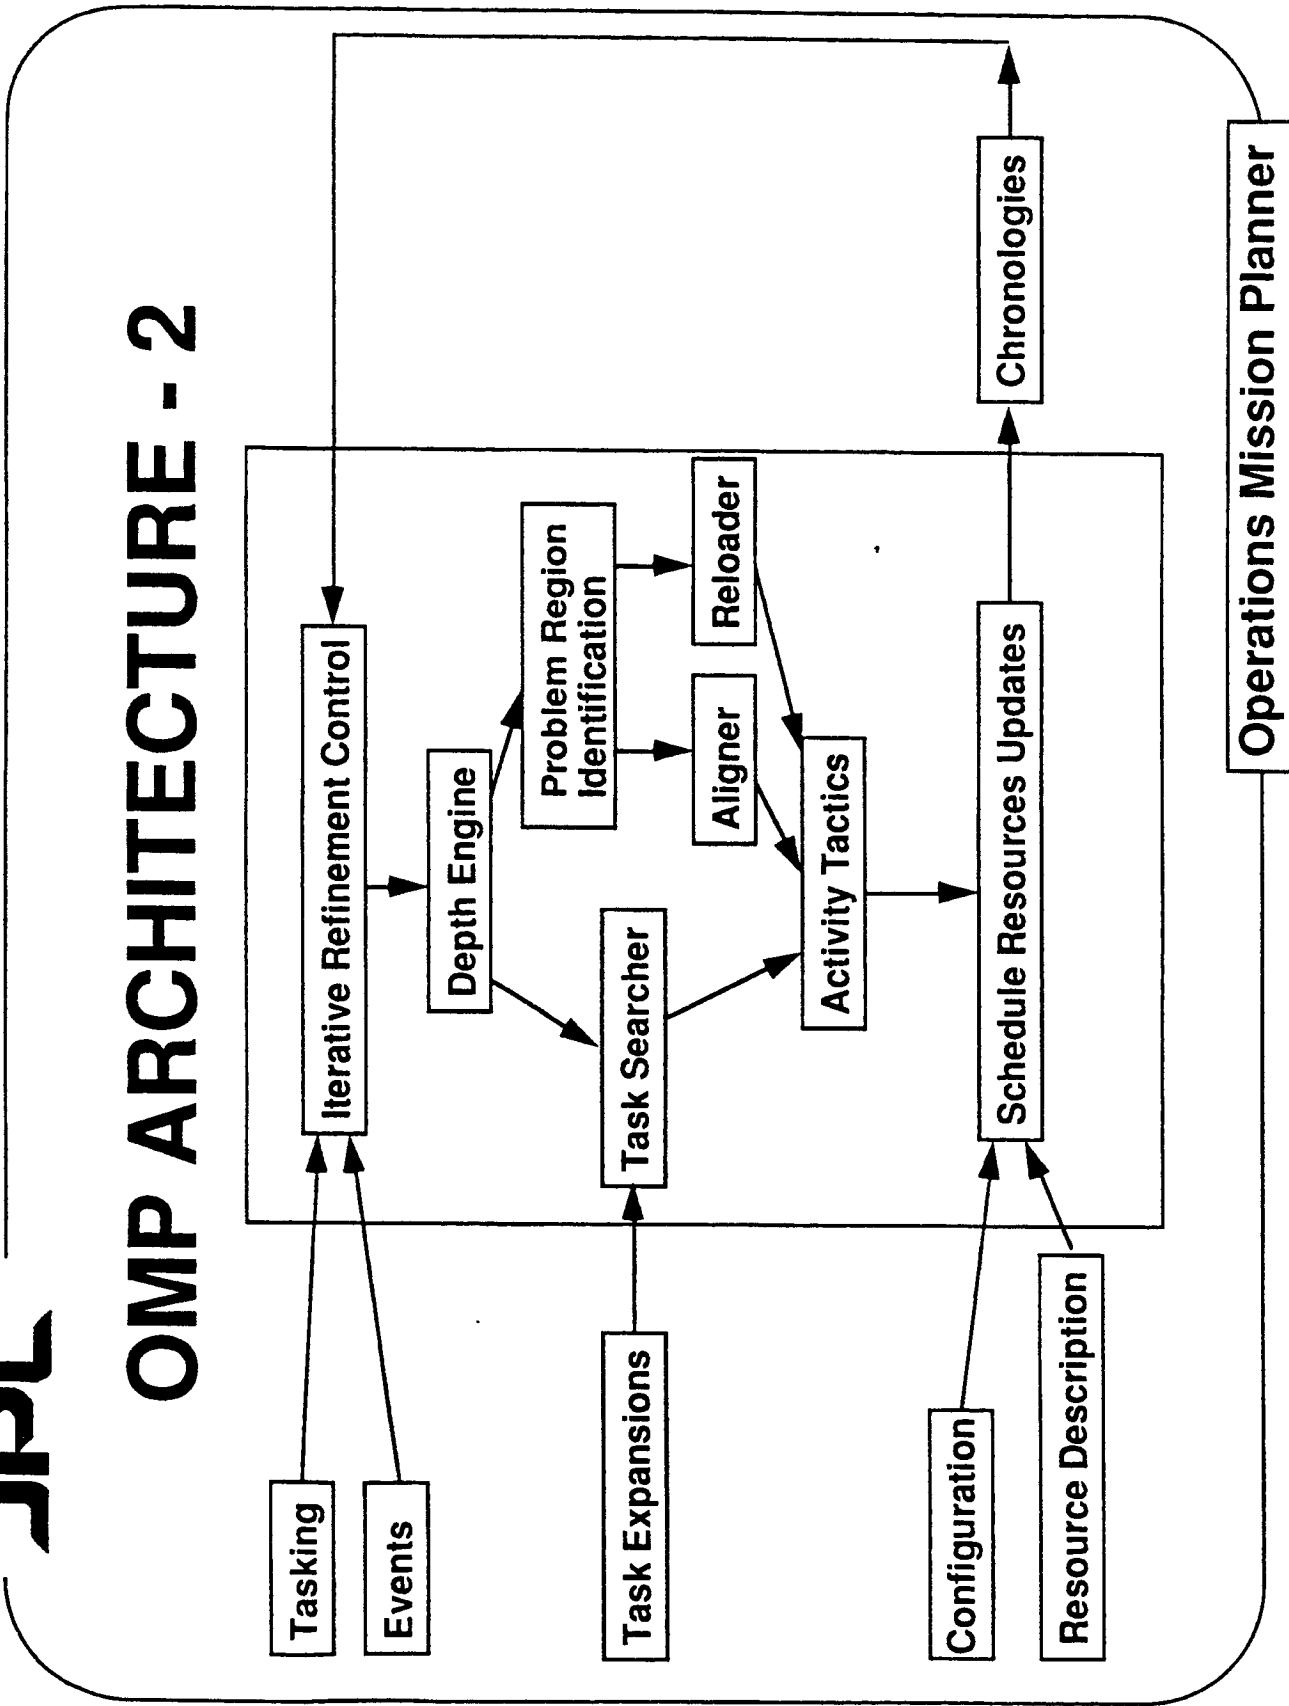 JPL
OMP ARCHITECTURE - 2
Tasking
Events
Iterative Refinement Control
Depth Engine
Problem Region
Identification
Task Expansions
Task Searcher
Aligner
Reloader
Activity Tactics
Configuration
Resource Description
Schedule Resources Updates
Chronologies
Operations Mission Planner